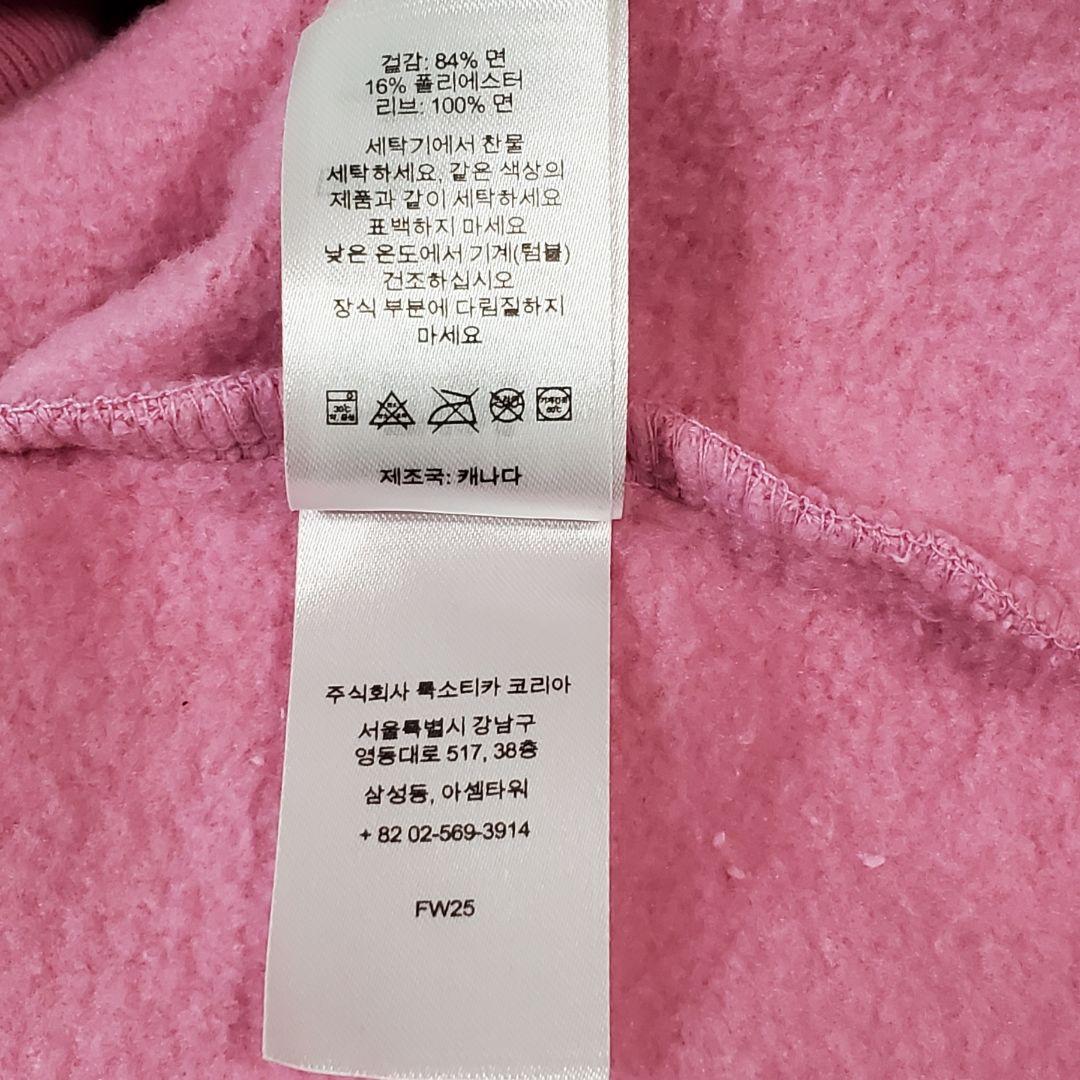 겉감: 84% 면
16% 폴리에스터
리브: 100% 면
세탁기에서 찬물
세탁하세요, 같은 색상의
제품과 같이 세탁하세요
표백하지 마세요
낮은 온도에서 기계(텀블)
건조하십시오
장식 부분에 다림질하지
마세요
30℃
60℃
제조국: 캐나다
주식회사 룩소티카 코리아
서울특별시 강남구
영동대로 517, 38층
삼성동, 아셈타워
+ 82 02-569-3914
FW25